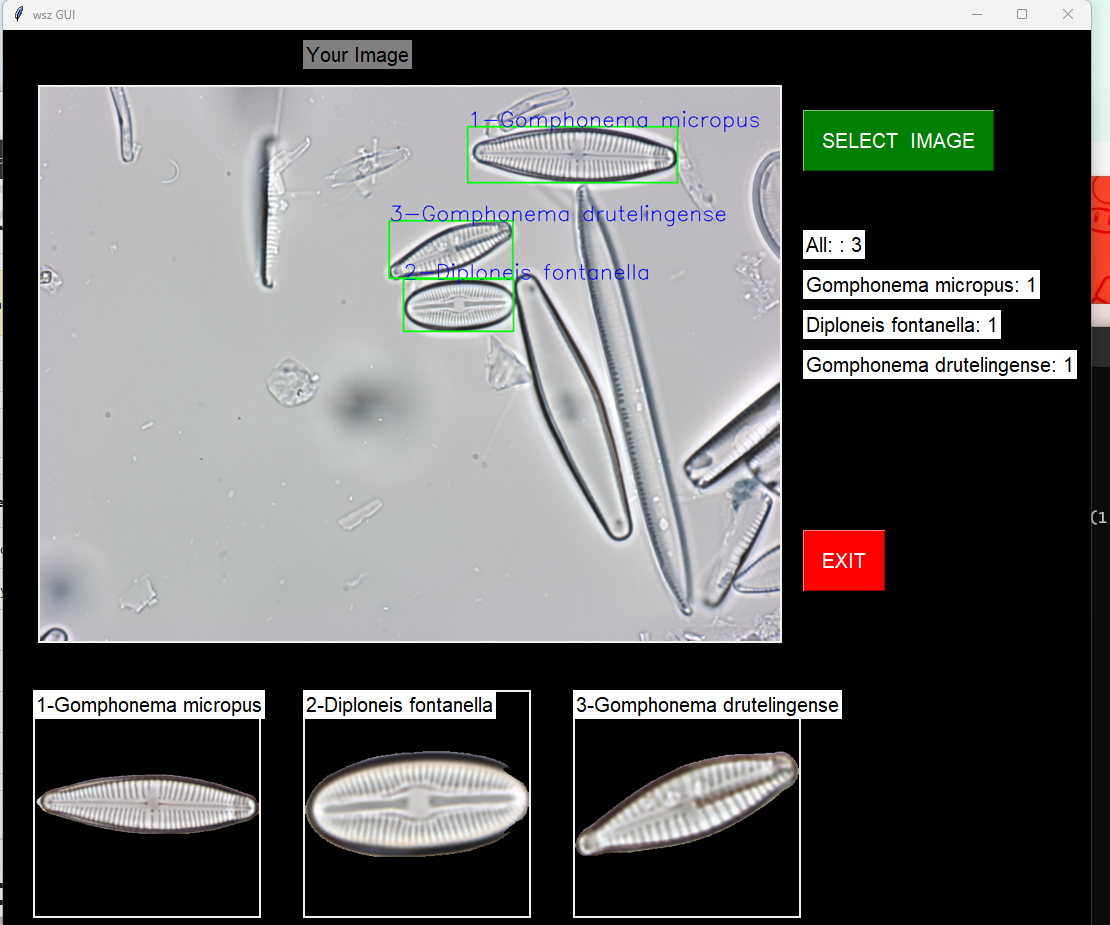 wsz GUI
Your Image
1-Gomphonema micropus
3-Gomphonema drutelingense
2-Diploneis fontanella
SELECT IMAGE
All: : 3
Gomphonema micropus: 1
Diploneis fontanella: 1
Gomphonema drutelingense: 1
(1
EXIT
1-Gomphonema micropus
2-Diploneis fontanella
3-Gomphonema drutelingense